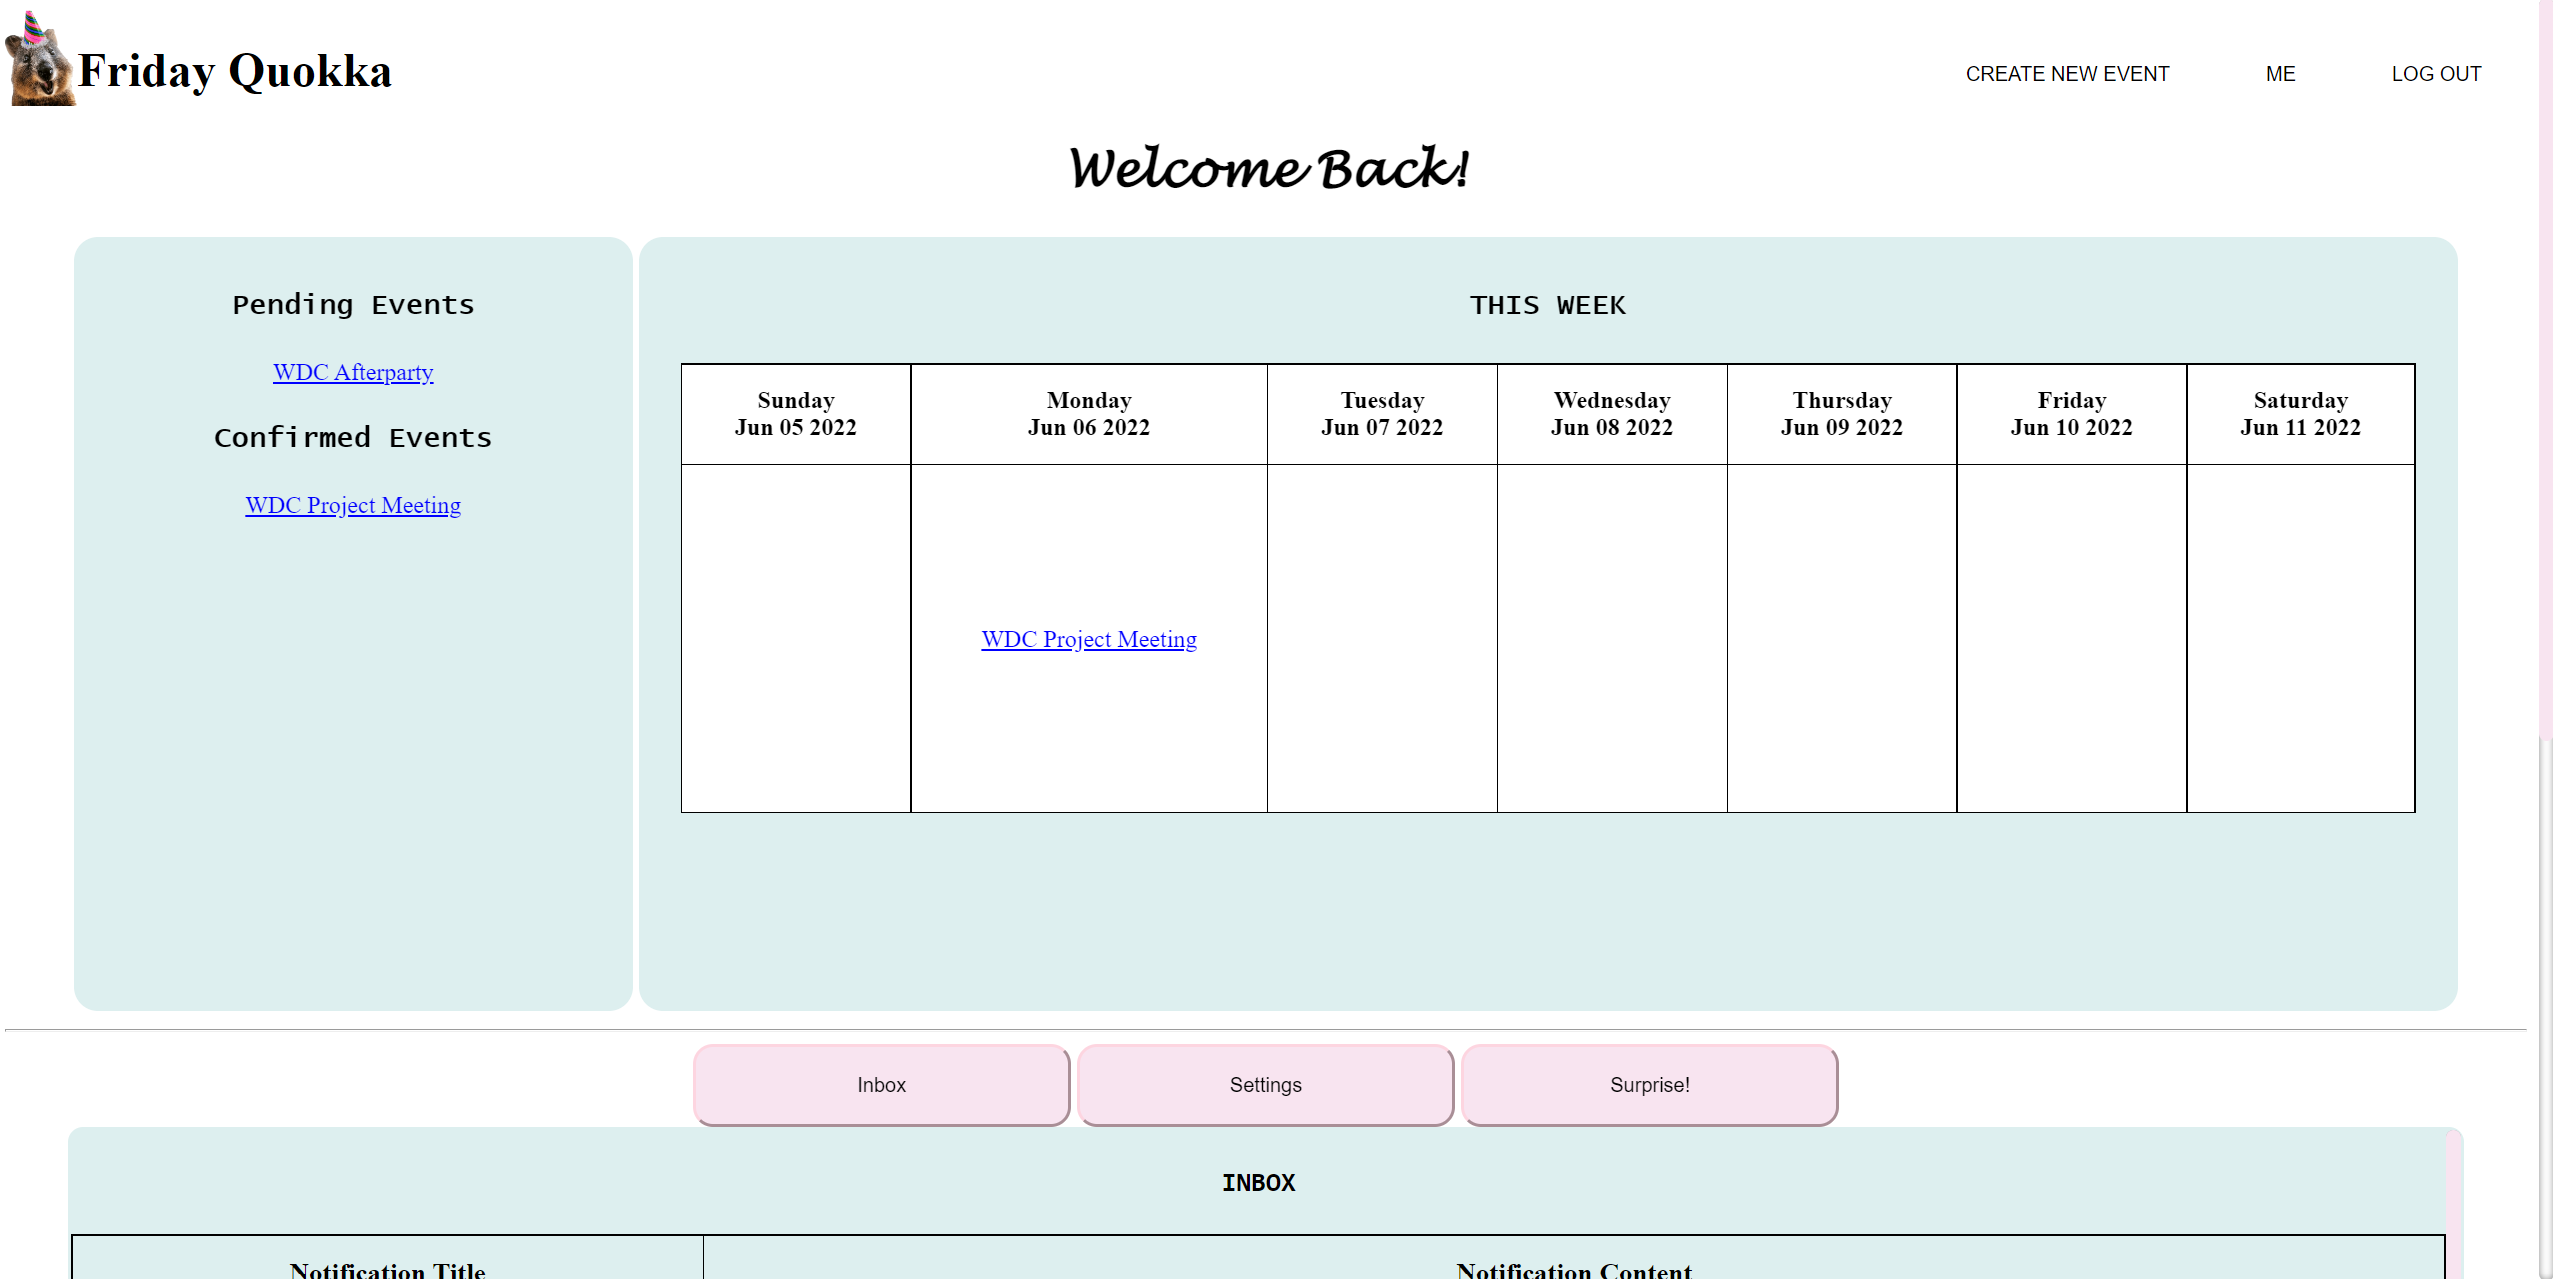 Friday Quokka
CREATE NEW EVENT
ME
LOG OUT
Welcome Back!
Pending Events
WDC Afterparty
Confirmed Events
WDC Project Meeting
THIS WEEK
Sunday
Jun 05 2022
Monday
Jun 06 2022
Tuesday
Jun 07 2022
Wednesday
Jun 08 2022
Thursday
Jun 09 2022
Friday
Jun 10 2022
Saturday
Jun 11 2022
WDC Project Meeting
Inbox
Settings
Surprise!
INBOX
Notification Title
Notification Content